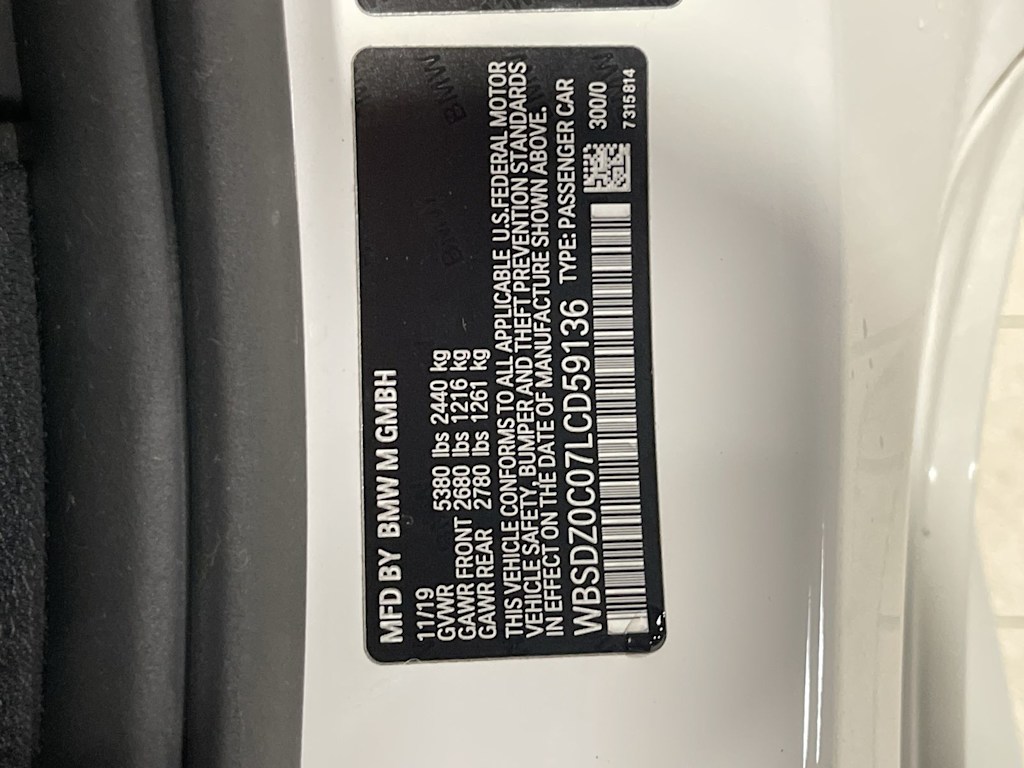 MFD BY BMW M GMBH
11/19
GVWR 5380 lbs 2440 kg
GAWR FRONT 2680 lbs 1216 kg
GAWR REAR 2780 lbs 1261 kg
THIS VEHICLE CONFORMS TO ALL APPLICABLE U.S.FEDERAL MOTOR
VEHICLE SAFETY, BUMPER AND THEFT PREVENTION STANDARDS
IN EFFECT ON THE DATE OF MANUFACTURE SHOWN ABOVE.
WBSDZ0C07LCD59136 TYPE: PASSENGER CAR
300/0
7315814
BMW
BMW